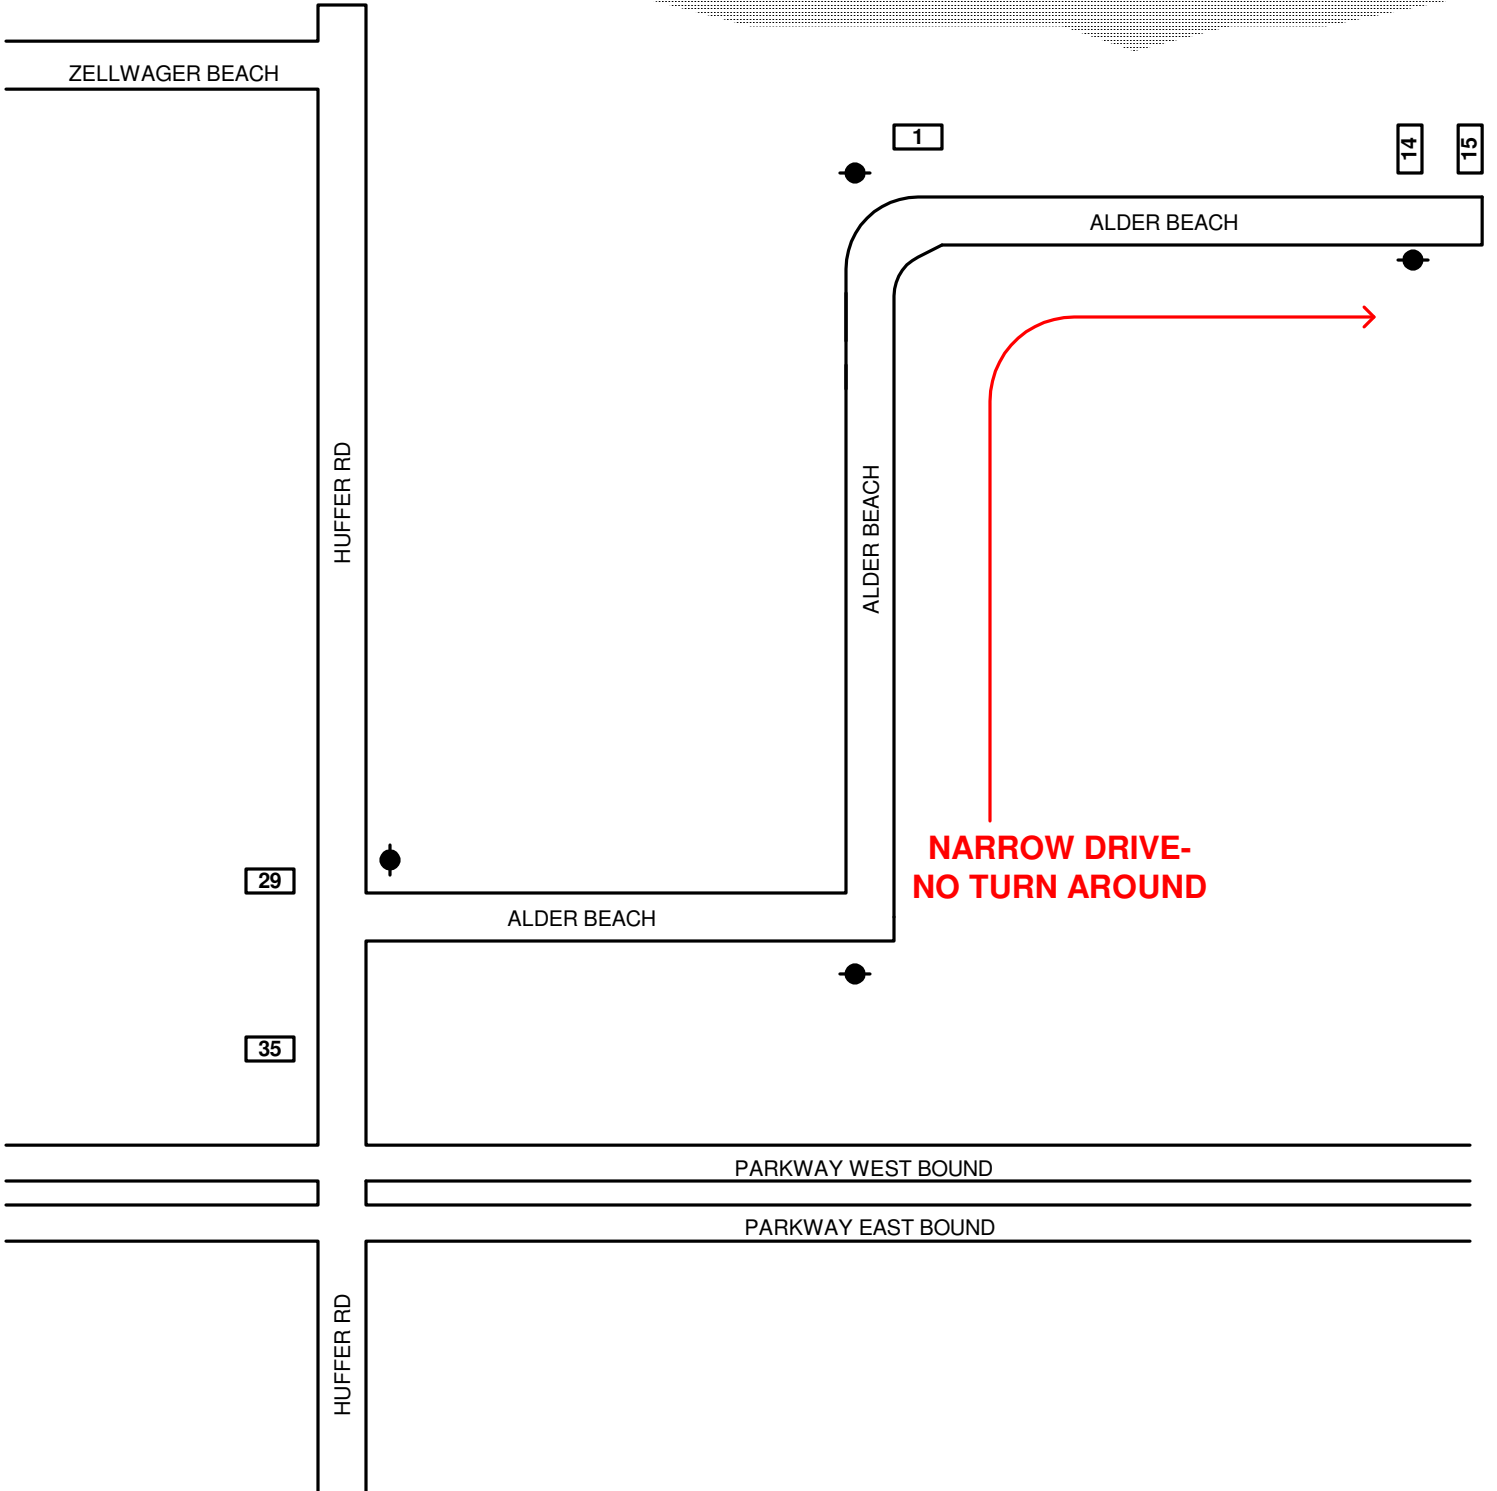 ZELLWAGER BEACH
1
14
15
ALDER BEACH
HUFFER RD
ALDER BEACH
NARROW DRIVE-
NO TURN AROUND
29
ALDER BEACH
35
PARKWAY WEST BOUND
PARKWAY EAST BOUND
HUFFER RD